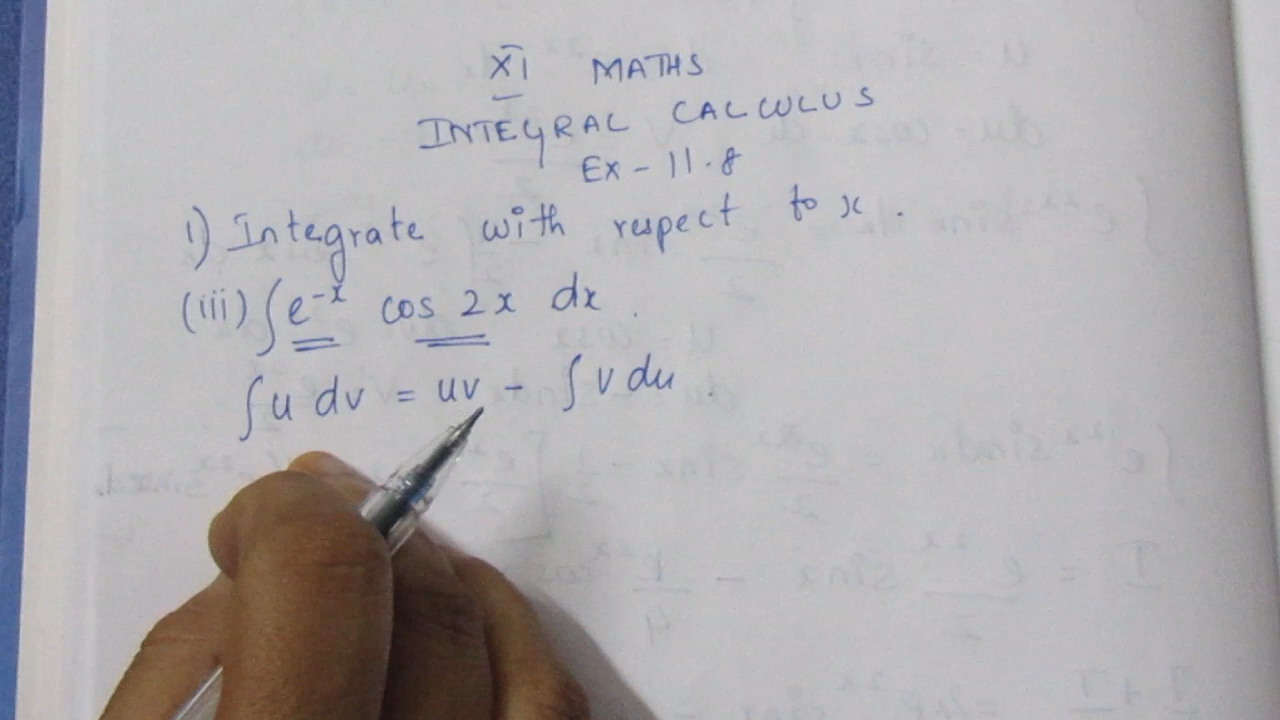 XI MATHS
INTEGRAL CALCULUS
Ex - 11.8
1) Integrate with respect to x.
(iii) ∫ e^-x cos 2x dx.
∫ u dv = uv - ∫ v du.